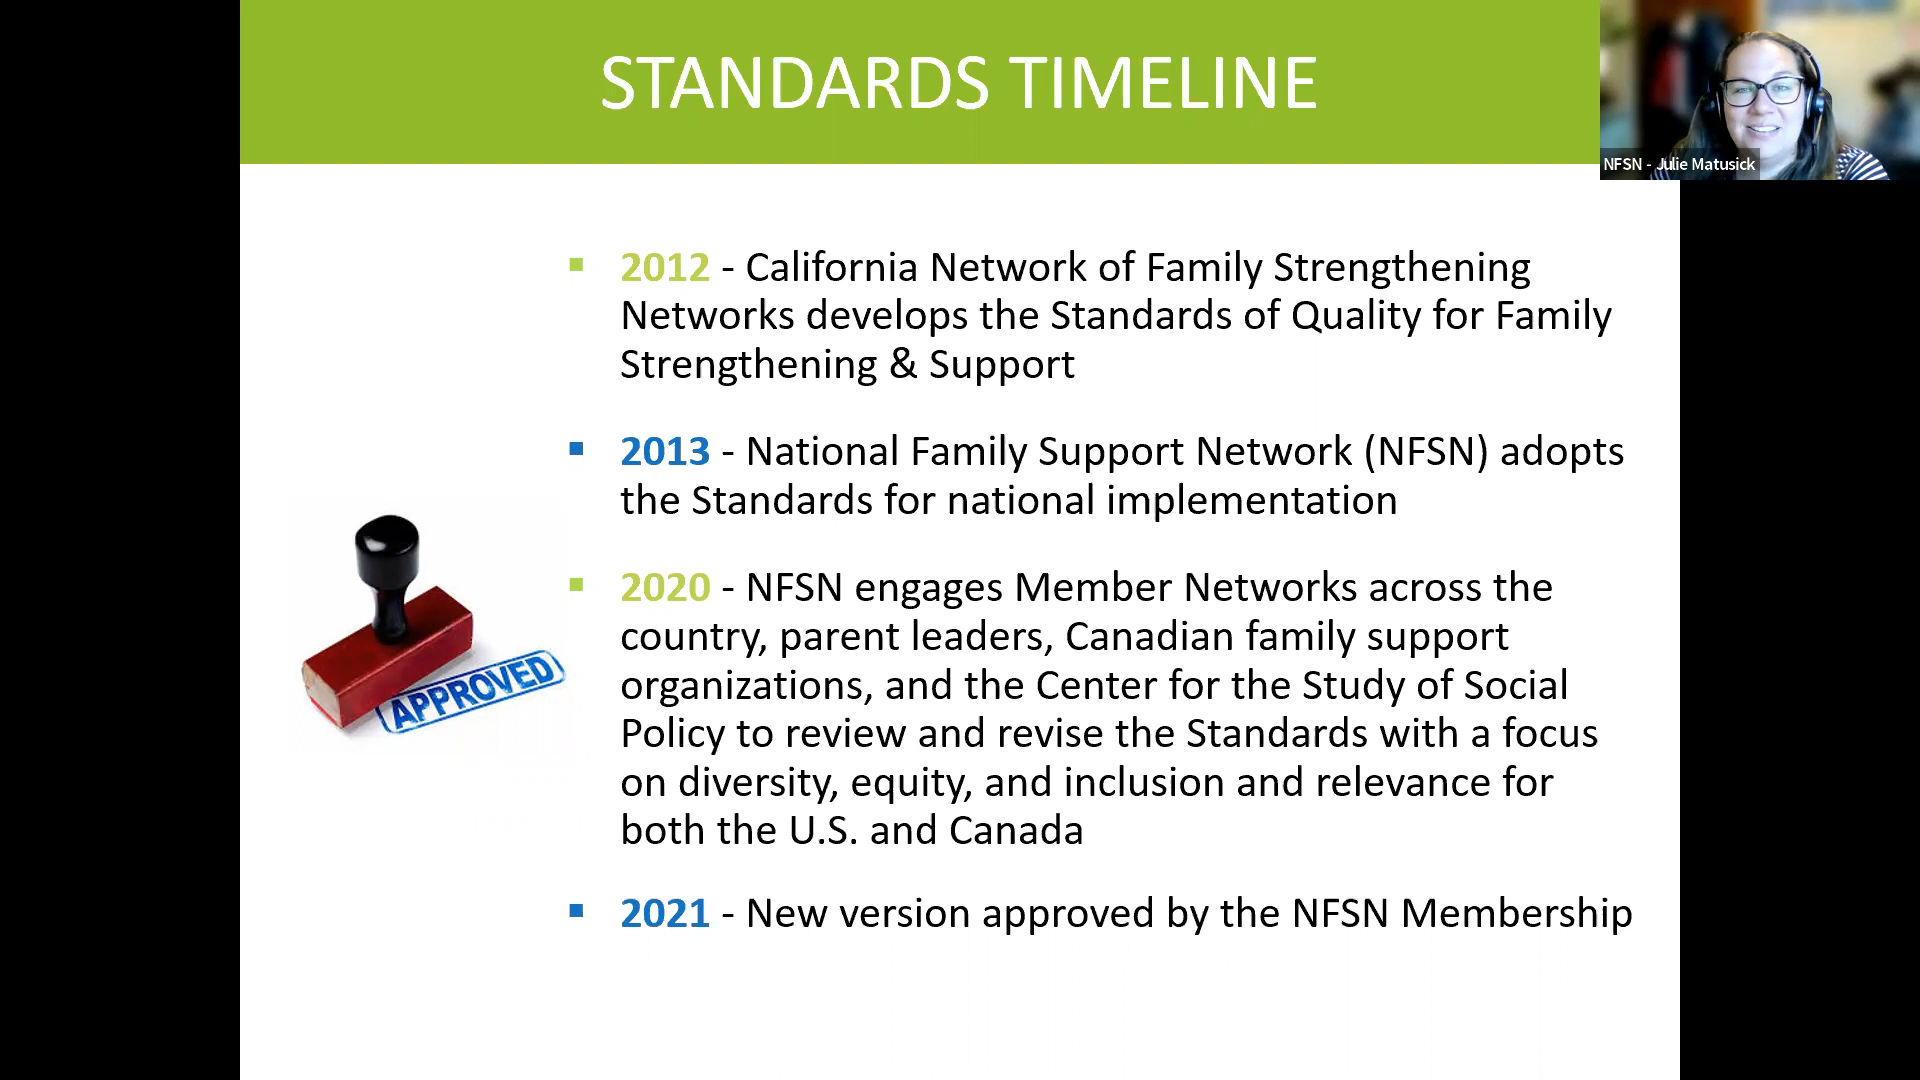 STANDARDS TIMELINE
NFSN - Julie Matusick
▪ 2012 - California Network of Family Strengthening
Networks develops the Standards of Quality for Family
Strengthening & Support
▪ 2013 - National Family Support Network (NFSN) adopts
the Standards for national implementation
▪ 2020 - NFSN engages Member Networks across the
country, parent leaders, Canadian family support
organizations, and the Center for the Study of Social
Policy to review and revise the Standards with a focus
on diversity, equity, and inclusion and relevance for
both the U.S. and Canada
▪ 2021 - New version approved by the NFSN Membership
APPROVED